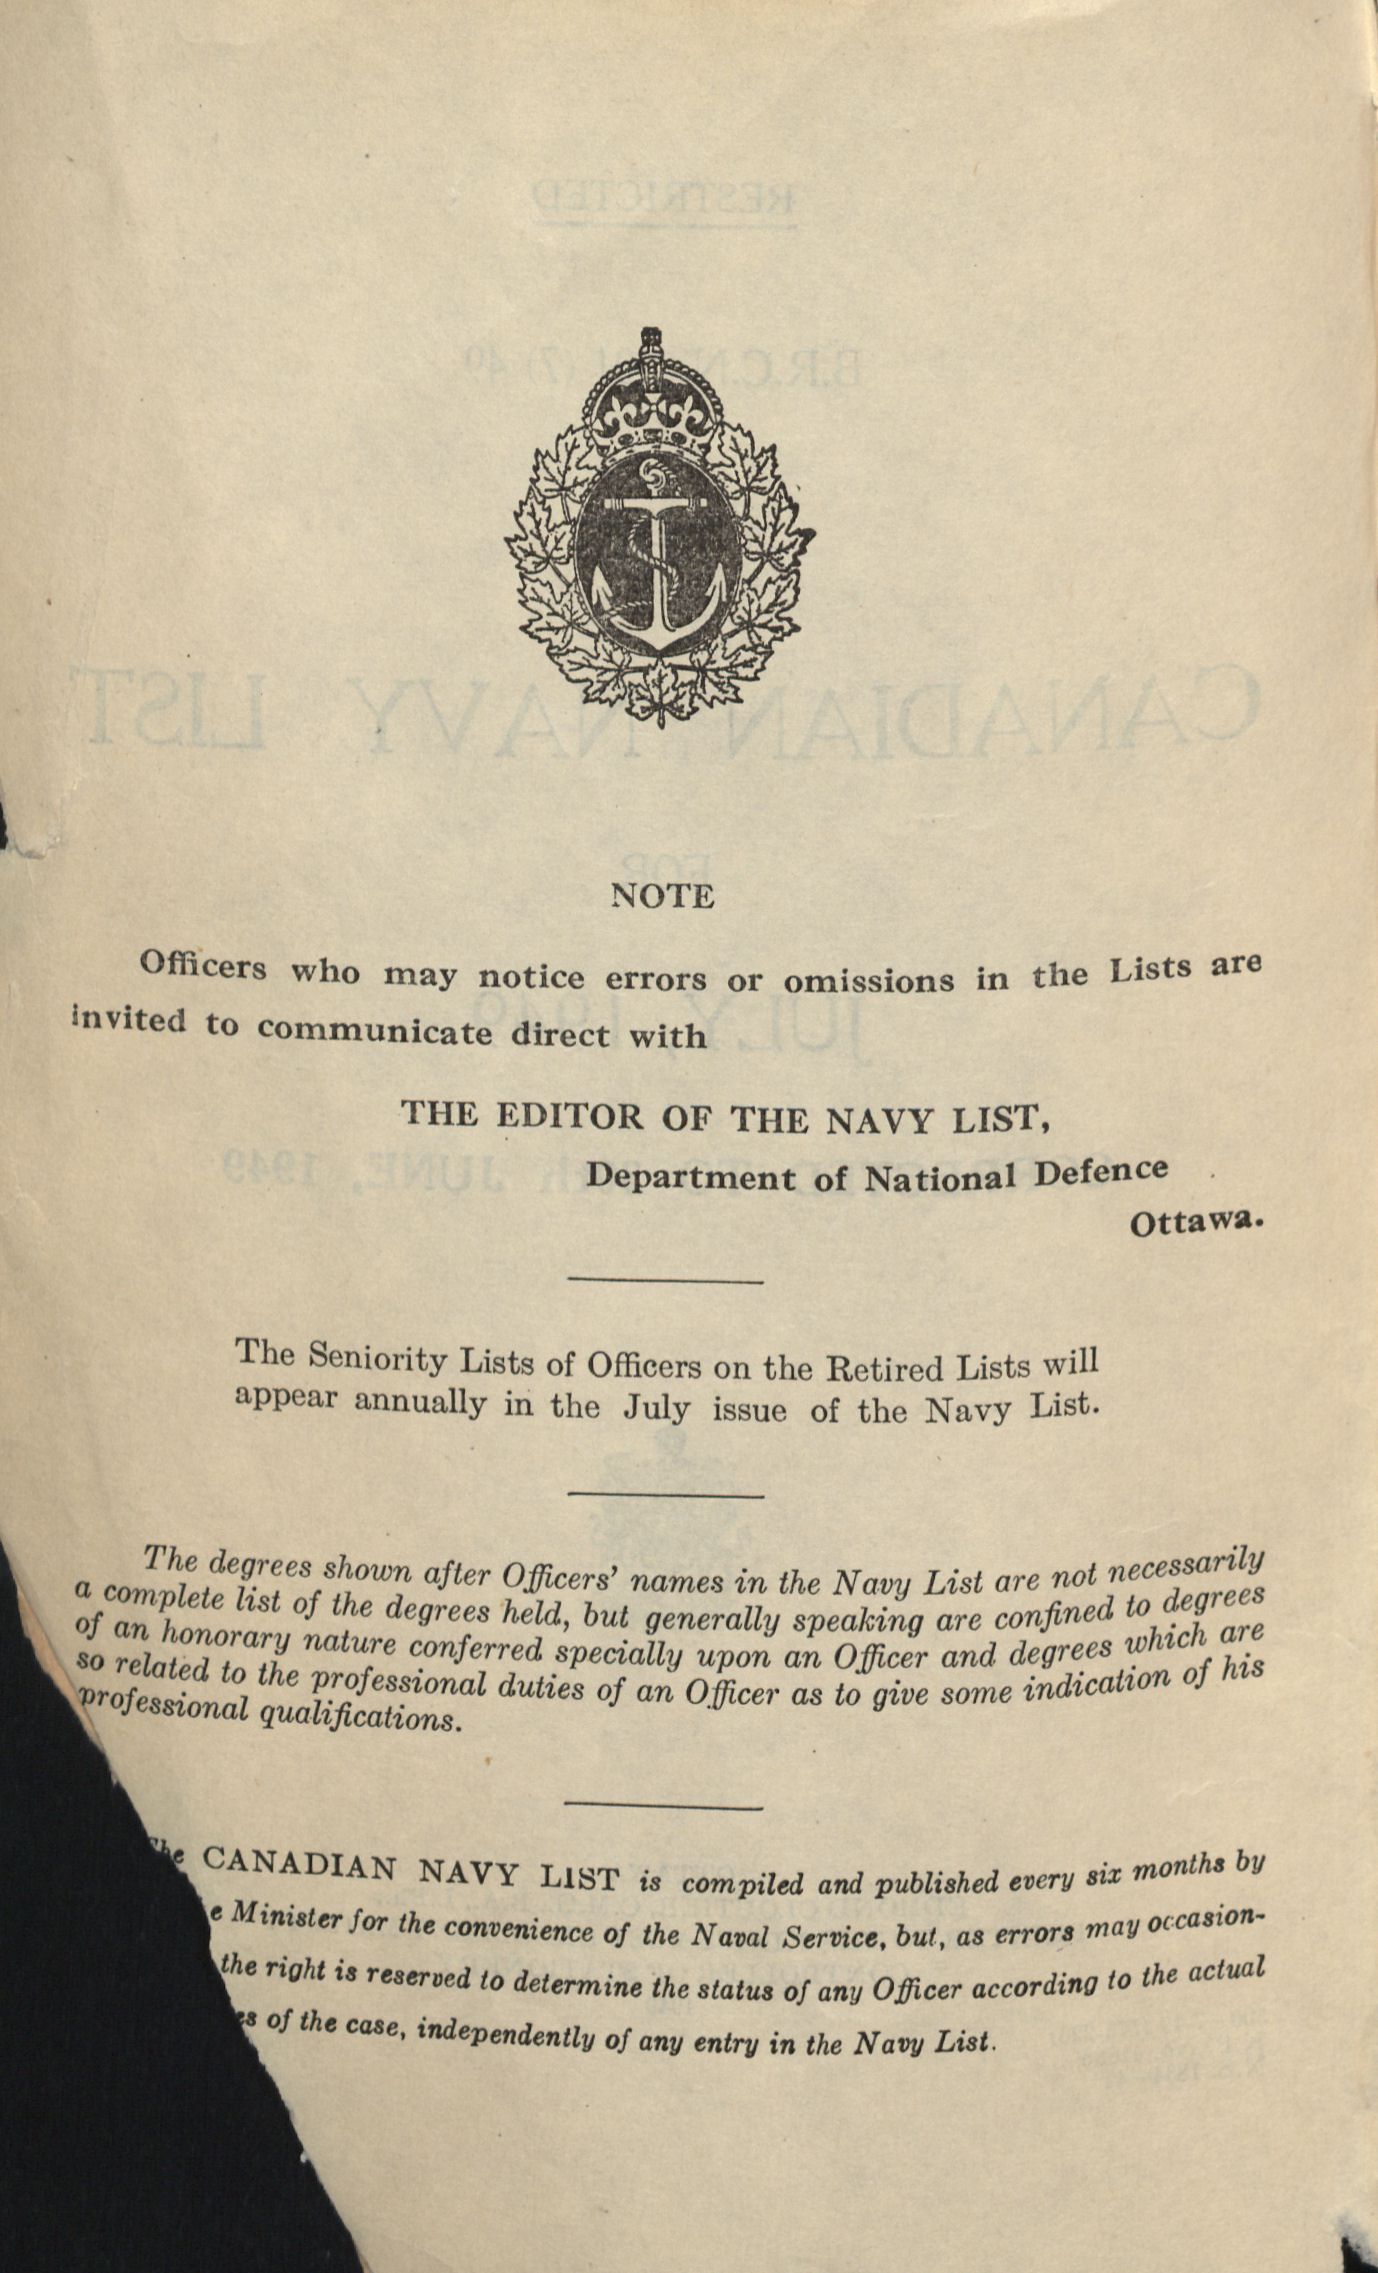 NOTE
Officers who may notice errors or omissions in the Lists are
invited to communicate direct with
THE EDITOR OF THE NAVY LIST,
Department of National Defence
Ottawa.
The Seniority Lists of Officers on the Retired Lists will
appear annually in the July issue of the Navy List.
The degrees shown after Officers' names in the Navy List are not necessarily
a complete list of the degrees held, but generally speaking are confined to degrees
of an honorary nature conferred specially upon an Officer and degrees which are
so related to the professional duties of an Officer as to give some indication of his
professional qualifications.
The CANADIAN NAVY LIST is compiled and published every six months by
Minister for the convenience of the Naval Service, but, as errors may occasion-
the right is reserved to determine the status of any Officer according to the actual
of the case, independently of any entry in the Navy List.